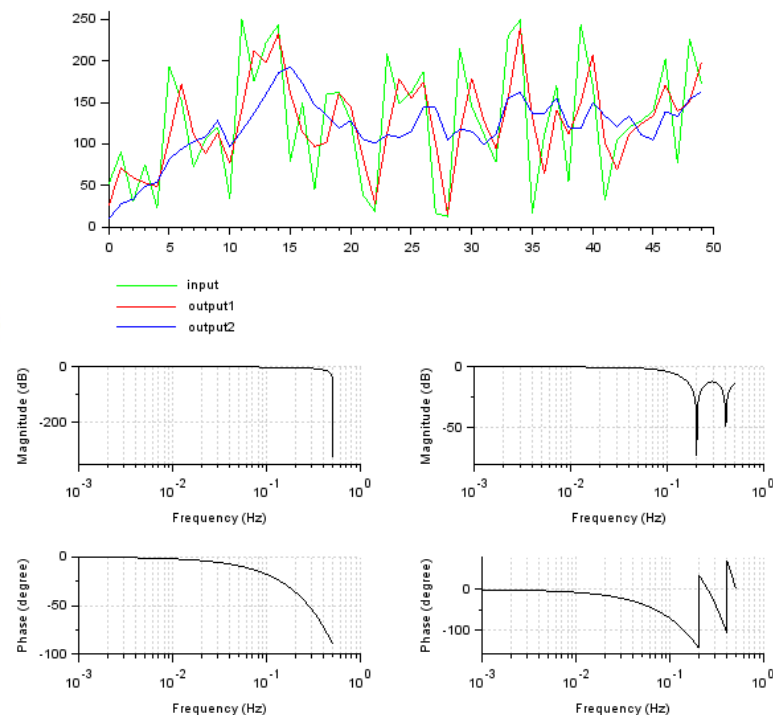 250
200
150
100
50
0
0 5 10 15 20 25 30 35 40 45 50
input
output1
output2
0
-200
Magnitude (dB)
10^-3 10^-2 10^-1 10^0
Frequency (Hz)
0
-50
Magnitude (dB)
10^-3 10^-2 10^-1 10^0
Frequency (Hz)
0
-50
-100
Phase (degree)
10^-3 10^-2 10^-1 10^0
Frequency (Hz)
0
-100
Phase (degree)
10^-3 10^-2 10^-1 10^0
Frequency (Hz)